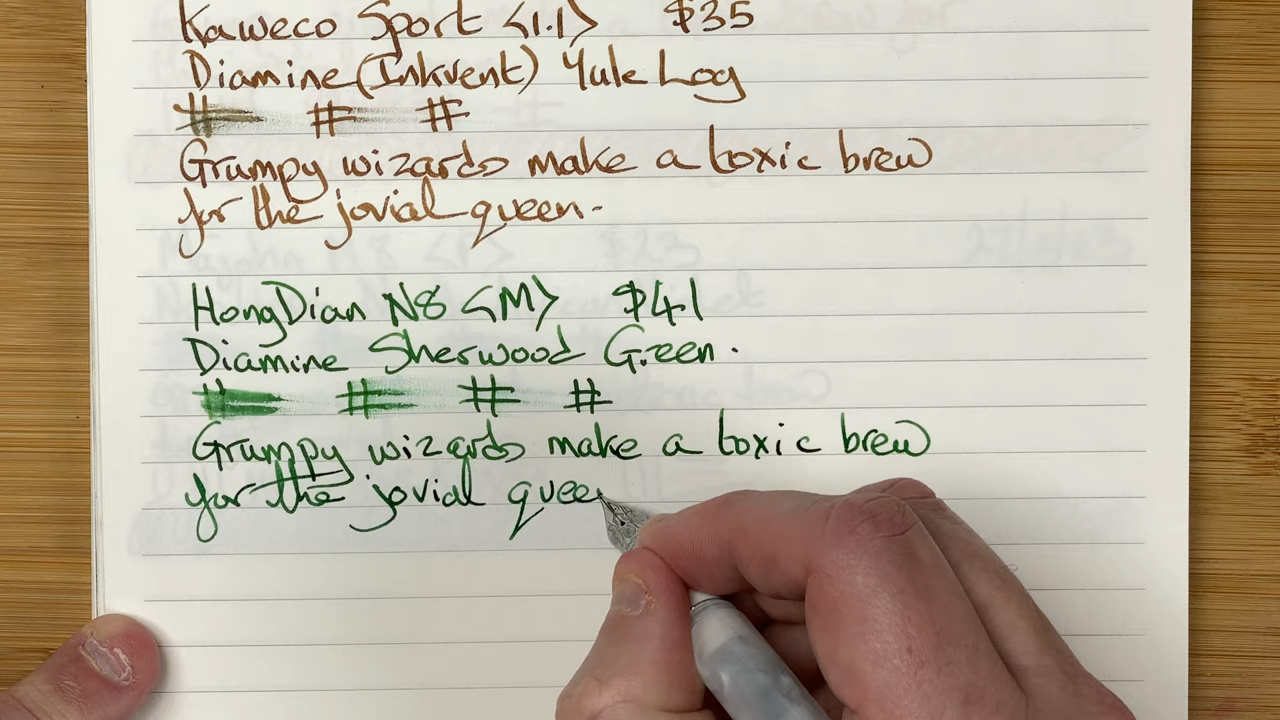 Kaweco Sport <1.1> $35
Diamine (Inkvent) Yule Log
# # #
Grumpy wizards make a toxic brew
for the jovial queen.
HongDian N8 <M> $41
Diamine Sherwood Green.
# # # #
Grumpy wizards make a toxic brew
for the jovial quee